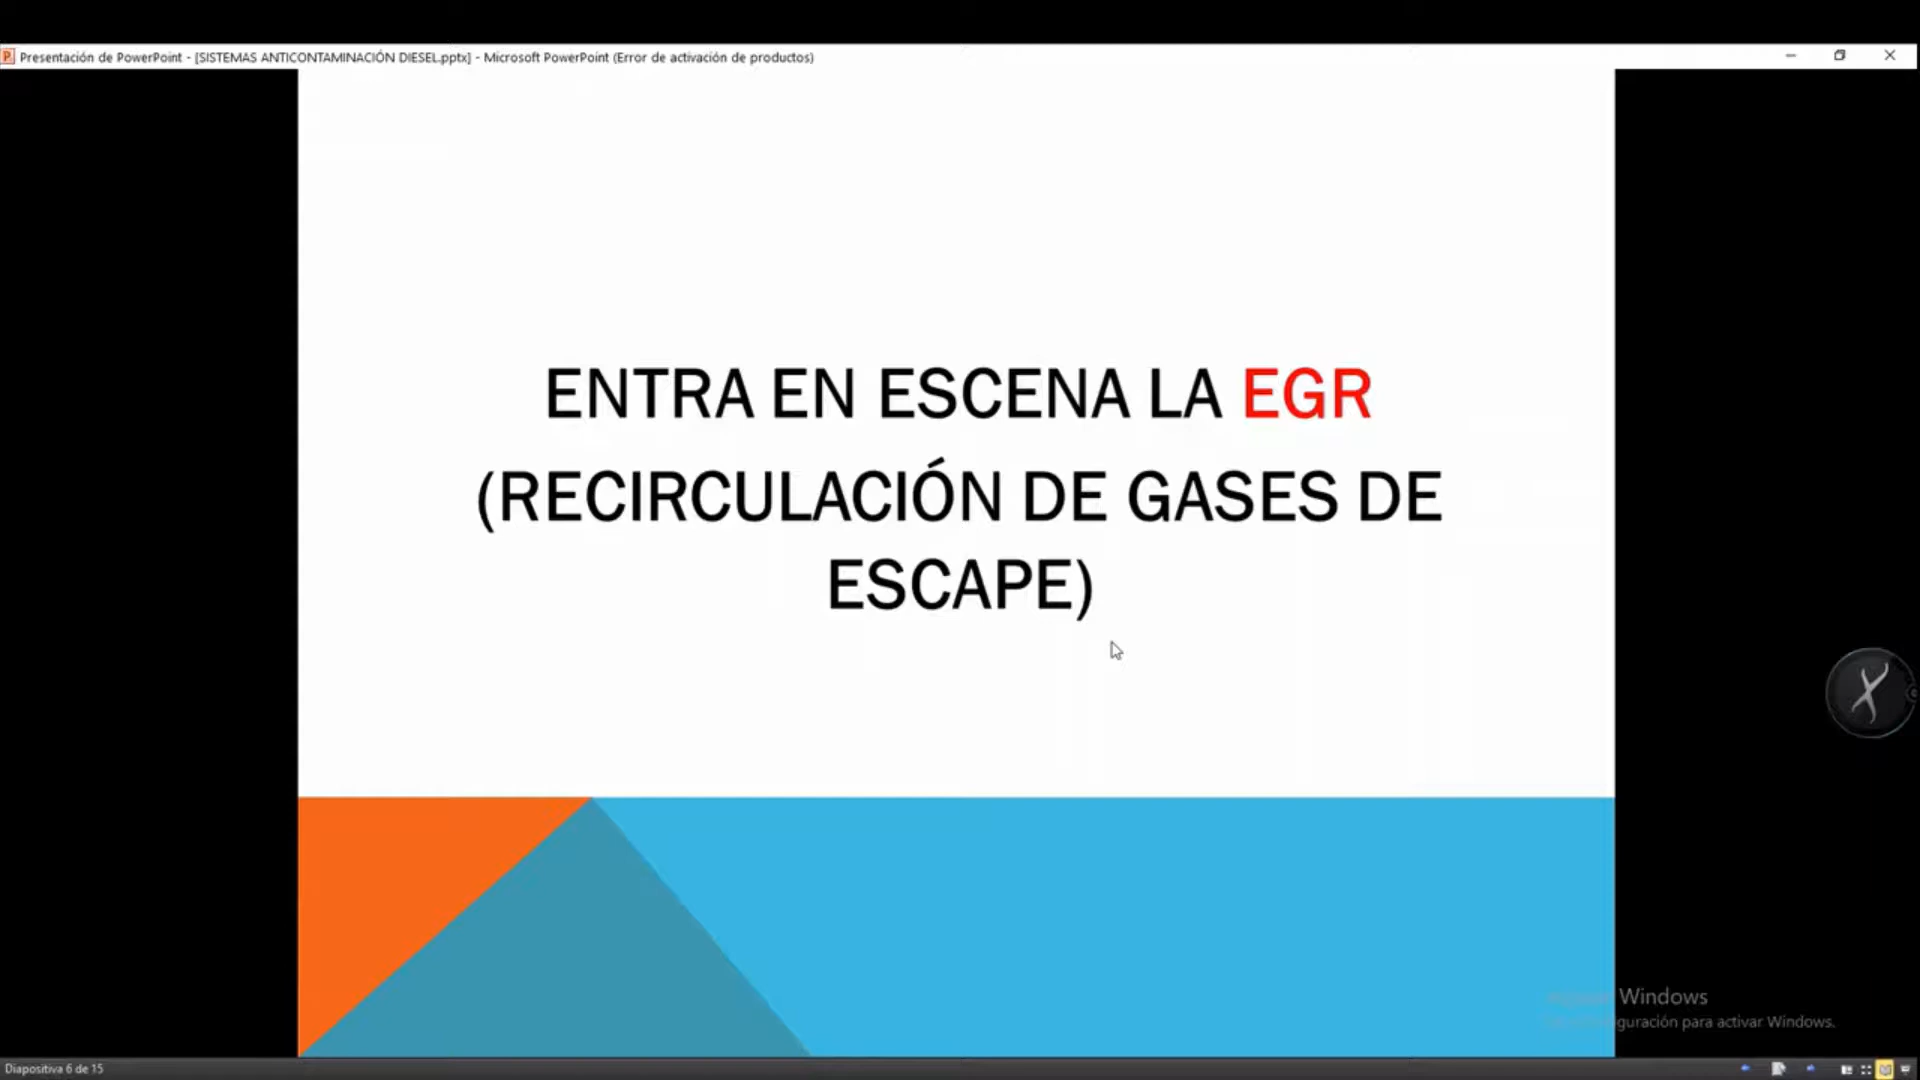 Presentación de PowerPoint - [SISTEMAS ANTICONTAMINACIÓN DIESEL.pptx] - Microsoft PowerPoint (Error de activación de productos)
ENTRA EN ESCENA LA EGR
(RECIRCULACIÓN DE GASES DE
ESCAPE)
Windows
para activar Windows.
Diapositiva 6 de 15